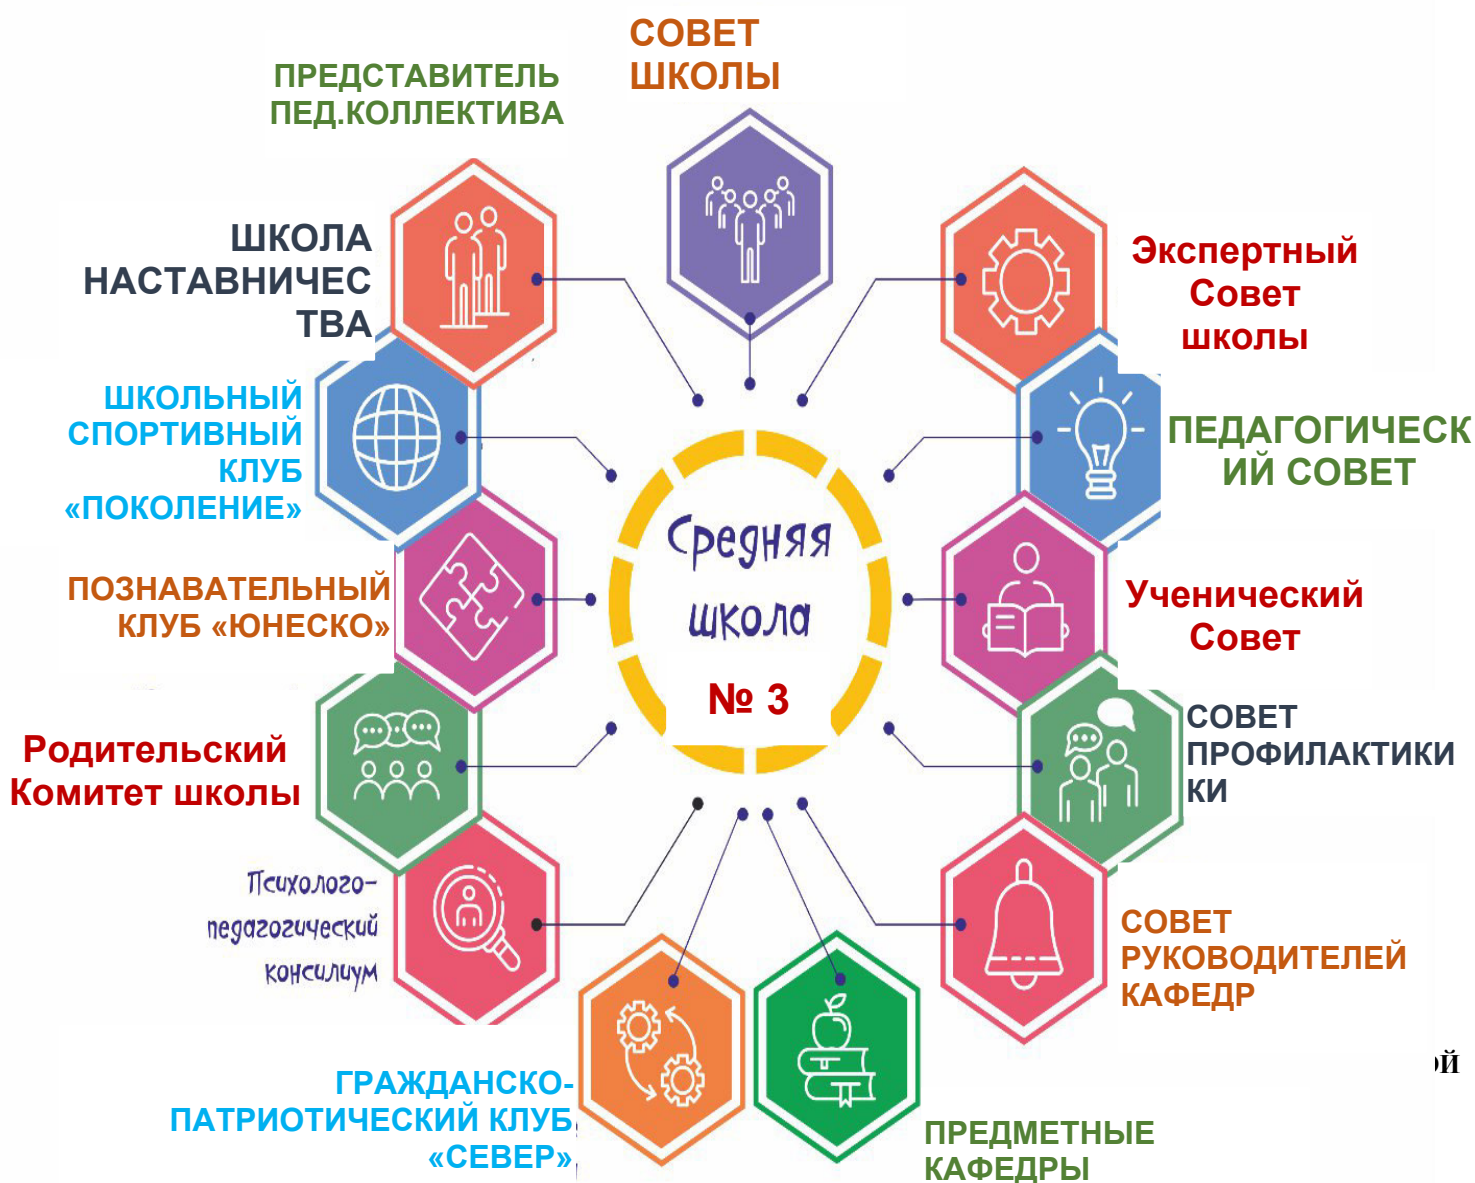 СОВЕТ
ШКОЛЫ
ПРЕДСТАВИТЕЛЬ
ПЕД.КОЛЛЕКТИВА
ШКОЛА
НАСТАВНИЧЕС
ТВА
Экспертный
Совет
школы
ШКОЛЬНЫЙ
СПОРТИВНЫЙ
КЛУБ
«ПОКОЛЕНИЕ»
ПЕДАГОГИЧЕСК
ИЙ СОВЕТ
Средняя
школа
№ 3
ПОЗНАВАТЕЛЬНЫЙ
КЛУБ «ЮНЕСКО»
Ученический
Совет
Родительский
Комитет школы
СОВЕТ
ПРОФИЛАКТИКИ
КИ
Психолого-
педагогический
консилиум
СОВЕТ
РУКОВОДИТЕЛЕЙ
КАФЕДР
ГРАЖДАНСКО-
ПАТРИОТИЧЕСКИЙ КЛУБ
«СЕВЕР»
ПРЕДМЕТНЫЕ
КАФЕДРЫ